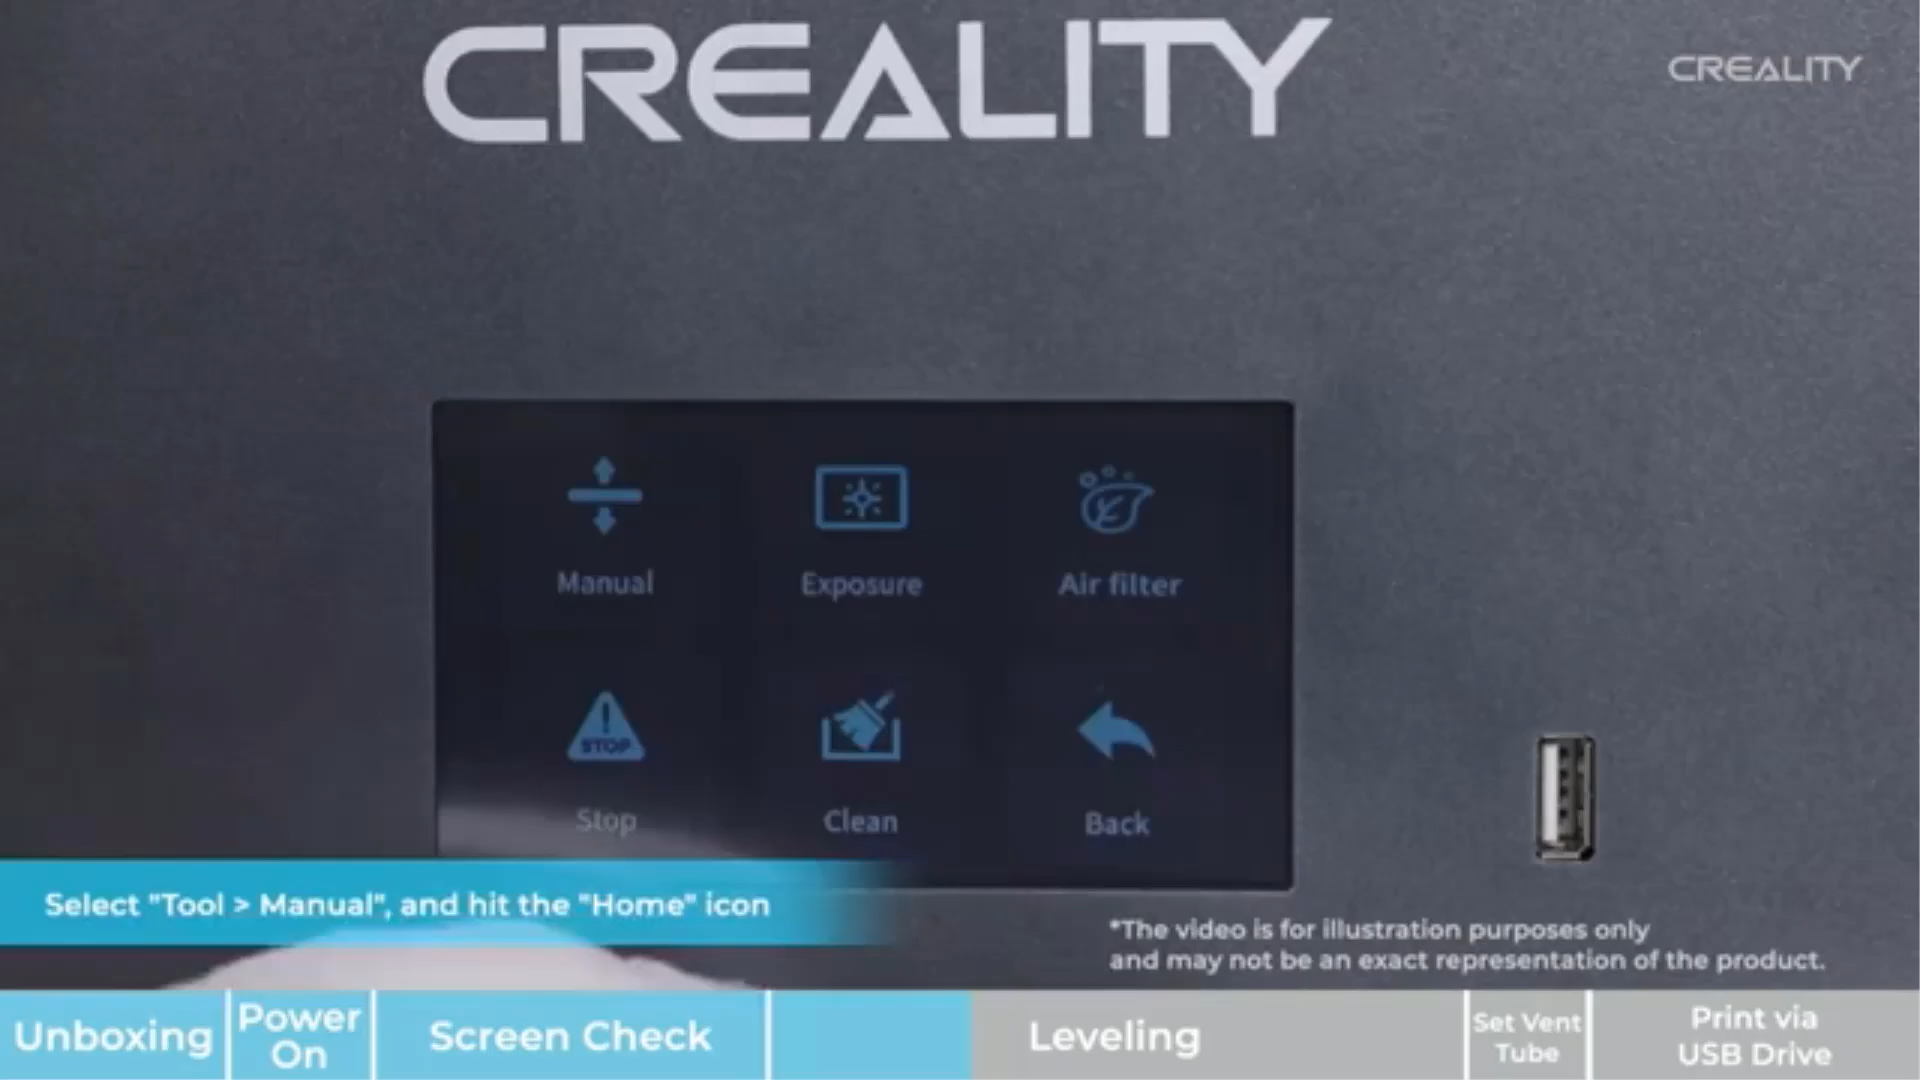 CREALITY
CREALITY
Manual
Exposure
Air filter
STOP
Stop
Clean
Back
Select "Tool > Manual", and hit the "Home" icon
*The video is for illustration purposes only
and may not be an exact representation of the product.
Unboxing
Power
On
Screen Check
Leveling
Set Vent
Tube
Print via
USB Drive